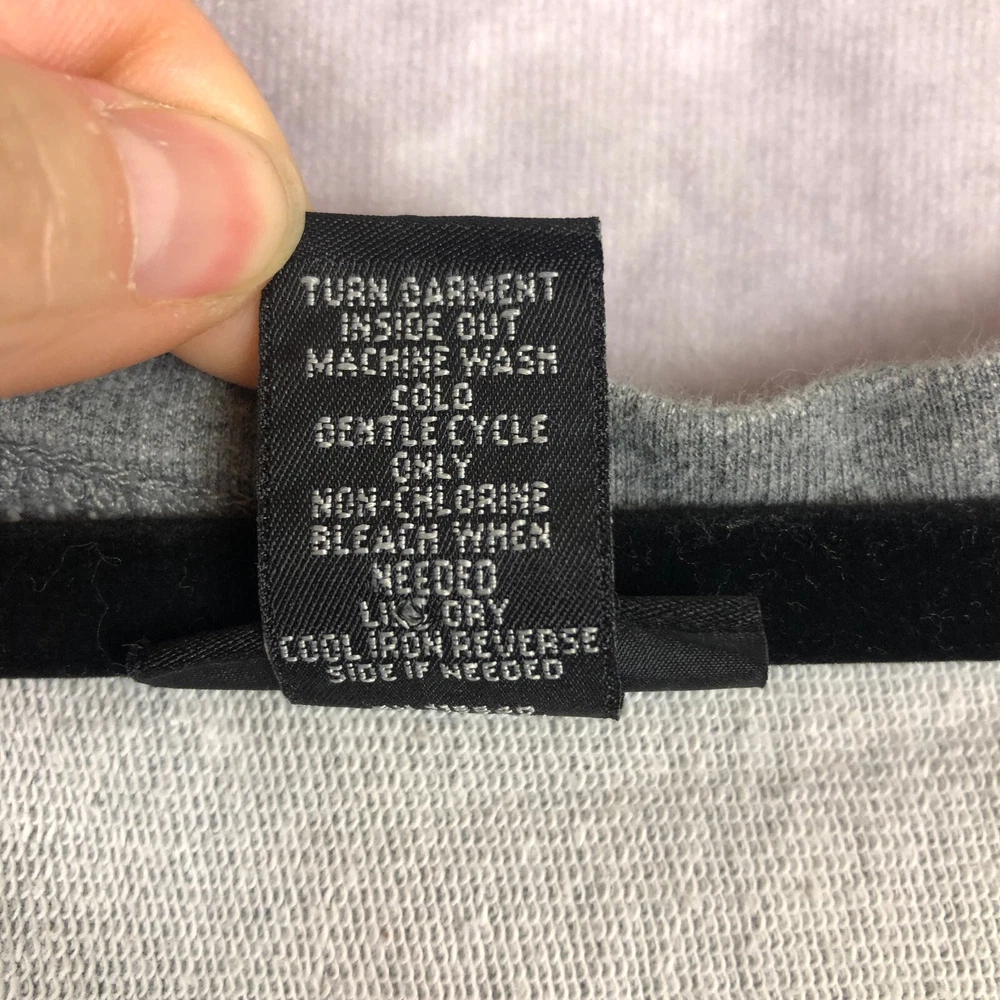 TURN GARMENT
INSIDE OUT
MACHINE WASH
COLD
GENTLE CYCLE
ONLY
NON-CHLORINE
BLEACH WHEN
NEEDED
LINE DRY
COOL IRON REVERSE
SIDE IF NEEDED